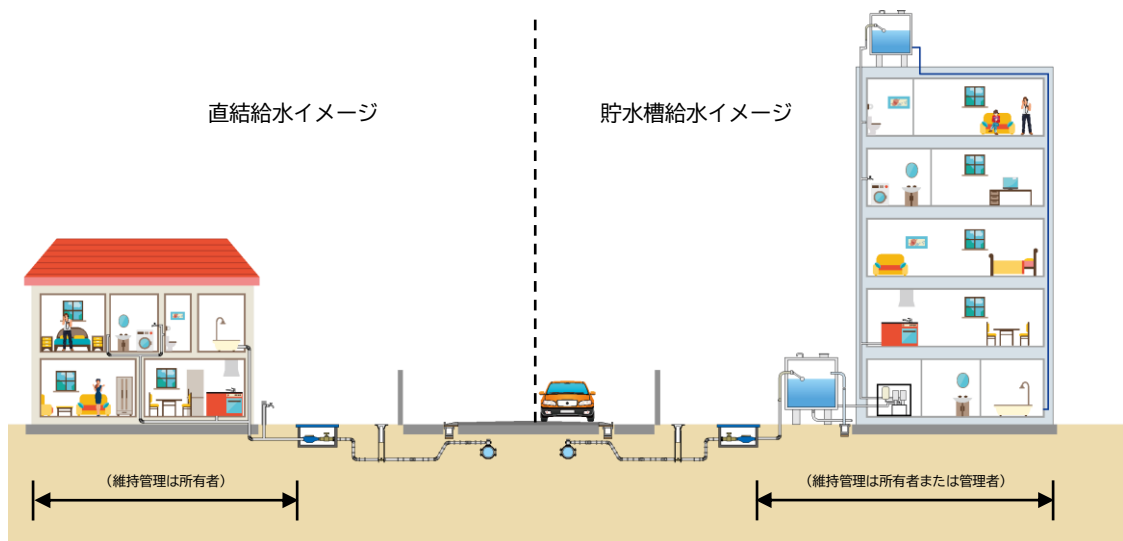 直結給水イメージ
貯水槽給水イメージ
（維持管理は所有者）
（維持管理は所有者または管理者）